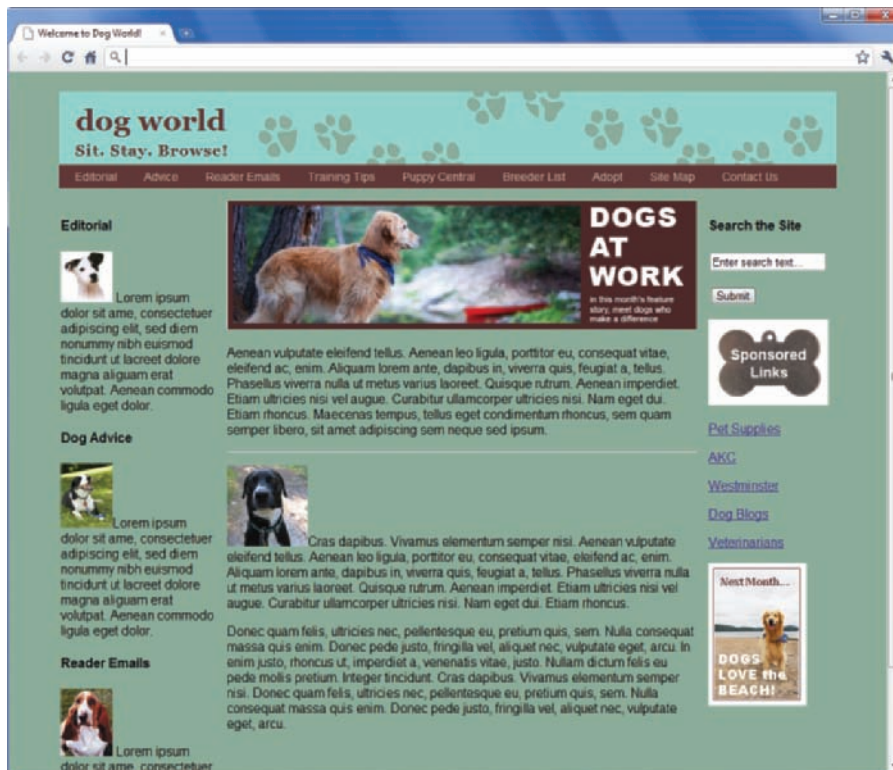 Welcome to Dog World!
dog world
Sit. Stay. Browse!
Editorial Advice Reader Emails Training Tips Puppy Central Breeder List Adopt Site Map Contact Us
Editorial
Lorem ipsum
dolor sit ame, consectetuer
adipiscing elit, sed diem
nonummy nibh euismod
tincidunt ut lacreet dolore
magna aliguam erat
volutpat. Aenean commodo
ligula eget dolor.
Dog Advice
Lorem ipsum
dolor sit ame, consectetuer
adipiscing elit, sed diem
nonummy nibh euismod
tincidunt ut lacreet dolore
magna aliguam erat
volutpat. Aenean commodo
ligula eget dolor.
Reader Emails
Lorem ipsum
dolor sit ame, consectetuer
DOGS
AT
WORK
in this month's feature
story, meet dogs who
make a difference
Aenean vulputate eleifend tellus. Aenean leo ligula, porttitor eu, consequat vitae,
eleifend ac, enim. Aliquam lorem ante, dapibus in, viverra quis, feugiat a, tellus.
Phasellus viverra nulla ut metus varius laoreet. Quisque rutrum. Aenean imperdiet.
Etiam ultricies nisi vel augue. Curabitur ullamcorper ultricies nisi. Nam eget dui.
Etiam rhoncus. Maecenas tempus, tellus eget condimentum rhoncus, sem quam
semper libero, sit amet adipiscing sem neque sed ipsum.
Cras dapibus. Vivamus elementum semper nisi. Aenean vulputate
eleifend tellus. Aenean leo ligula, porttitor eu, consequat vitae, eleifend ac, enim.
Aliquam lorem ante, dapibus in, viverra quis, feugiat a, tellus. Phasellus viverra nulla
ut metus varius laoreet. Quisque rutrum. Aenean imperdiet. Etiam ultricies nisi vel
augue. Curabitur ullamcorper ultricies nisi. Nam eget dui. Etiam rhoncus.
Donec quam felis, ultricies nec, pellentesque eu, pretium quis, sem. Nulla consequat
massa quis enim. Donec pede justo, fringilla vel, aliquet nec, vulputate eget, arcu. In
enim justo, rhoncus ut, imperdiet a, venenatis vitae, justo. Nullam dictum felis eu
pede mollis pretium. Integer tincidunt. Cras dapibus. Vivamus elementum semper
nisi. Donec quam felis, ultricies nec, pellentesque eu, pretium quis, sem. Nulla
consequat massa quis enim. Donec pede justo, fringilla vel, aliquet nec, vulputate
eget, arcu.
Search the Site
Enter search text...
Submit
Sponsored
Links
Pet Supplies
AKC
Westminster
Dog Blogs
Veterinarians
Next Month...
DOGS
LOVE the
BEACH!